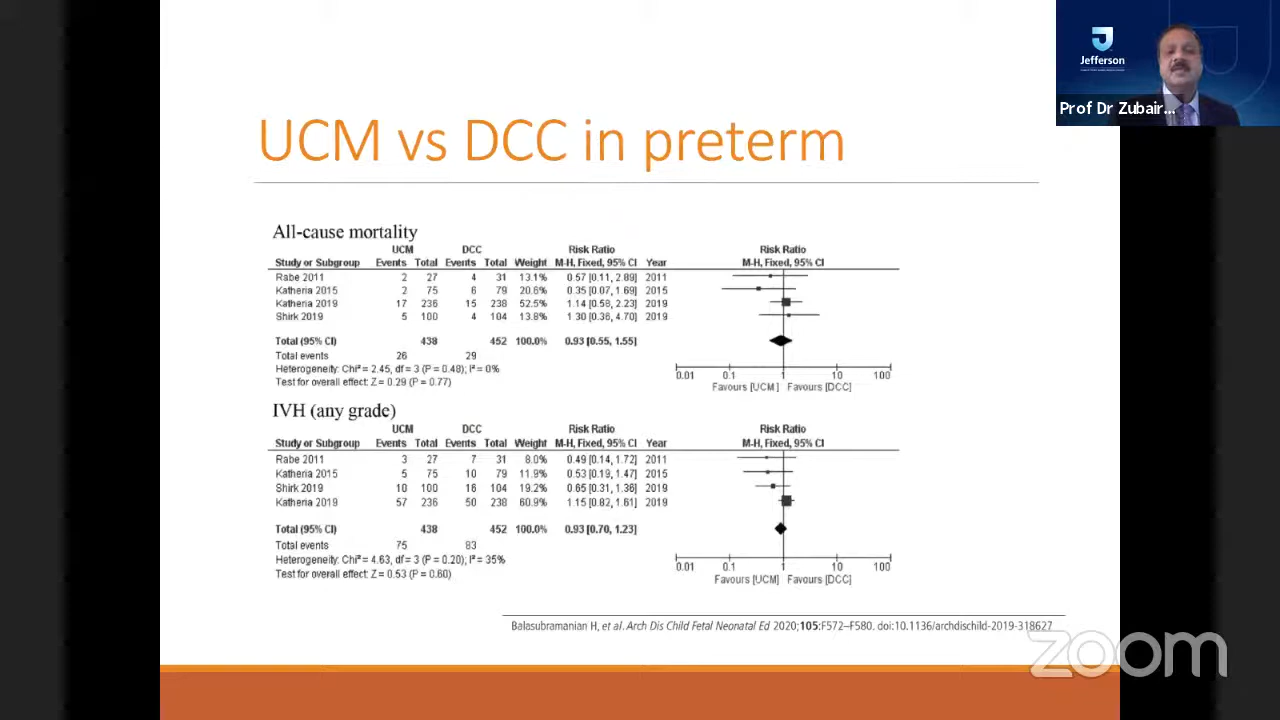 Jefferson
Prof Dr Zubair...
UCM vs DCC in preterm
All-cause mortality
UCM DCC Risk Ratio Risk Ratio
Study or Subgroup Events Total Events Total Weight M-H, Fixed, 95% CI Year M-H, Fixed, 95% CI
Rabe 2011 2 27 4 31 13.1% 0.57 [0.11, 2.89] 2011
Katheria 2015 2 75 6 79 20.6% 0.35 [0.07, 1.69] 2015
Katheria 2019 17 236 15 238 52.5% 1.14 [0.58, 2.23] 2019
Shirk 2019 5 100 4 104 13.8% 1.30 [0.36, 4.70] 2019
Total (95% CI) 438 452 100.0% 0.93 [0.55, 1.55]
Total events 26 29
Heterogeneity: Chi² = 2.45, df = 3 (P = 0.48); I² = 0%
Test for overall effect: Z = 0.29 (P = 0.77)
0.01 0.1 1 10 100
Favours [UCM] Favours [DCC]
IVH (any grade)
UCM DCC Risk Ratio Risk Ratio
Study or Subgroup Events Total Events Total Weight M-H, Fixed, 95% CI Year M-H, Fixed, 95% CI
Rabe 2011 3 27 7 31 8.0% 0.49 [0.14, 1.72] 2011
Katheria 2015 5 75 10 79 11.9% 0.53 [0.19, 1.47] 2015
Shirk 2019 10 100 16 104 19.2% 0.65 [0.31, 1.36] 2019
Katheria 2019 57 236 50 238 60.9% 1.15 [0.82, 1.61] 2019
Total (95% CI) 438 452 100.0% 0.93 [0.70, 1.23]
Total events 75 83
Heterogeneity: Chi² = 4.63, df = 3 (P = 0.20); I² = 35%
Test for overall effect: Z = 0.53 (P = 0.60)
0.01 0.1 1 10 100
Favours [UCM] Favours [DCC]
Balasubramanian H, et al. Arch Dis Child Fetal Neonatal Ed 2020;105:F572–F580. doi:10.1136/archdischild-2019-318627
zoom